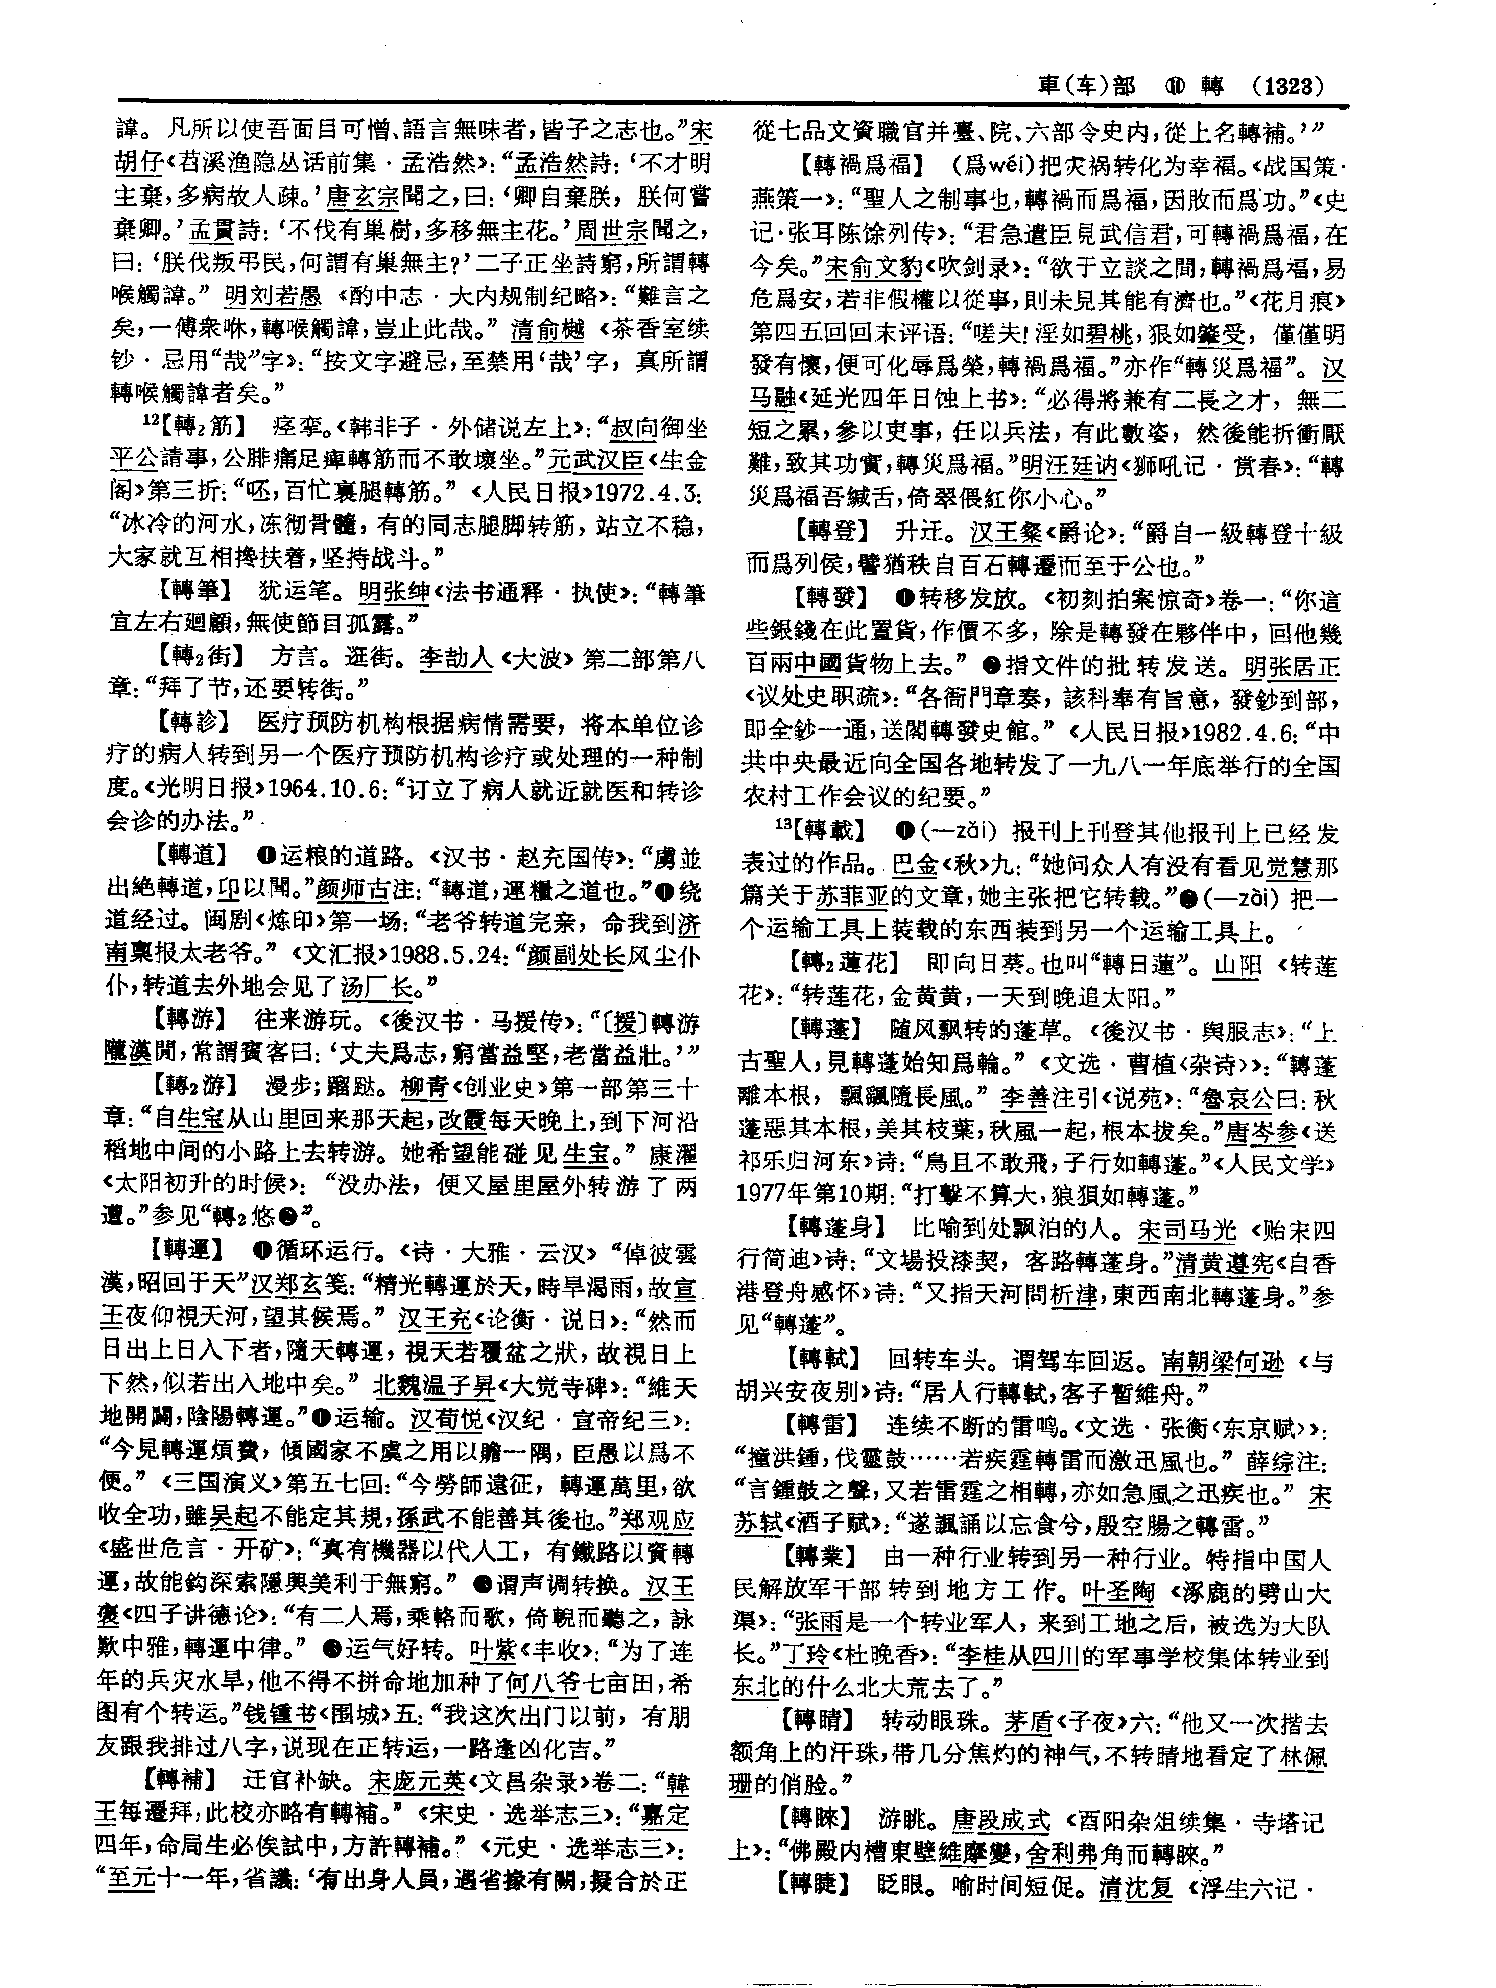 車(车)部 ⑪ 轉 (1323)
諱。凡所以使吾面目可憎、語言無味者，皆子之志也。”宋
胡仔《苕溪渔隐丛话前集·孟浩然》：“孟浩然詩：‘不才明
主棄，多病故人疎。’唐玄宗聞之，曰：‘卿自棄朕，朕何嘗
棄卿。’孟貫詩：‘不伐有巢樹，多移無主花。’周世宗聞之，
曰：‘朕伐叛弔民，何謂有巢無主？’二子正坐詩窮，所謂轉
喉觸諱。”明刘若愚《酌中志·大内规制纪略》：“難言之
矣，一傅衆咻，轉喉觸諱，豈止此哉。”清俞樾《茶香室续
钞·忌用“哉”字》：“按文字避忌，至禁用‘哉’字，真所謂
轉喉觸諱者矣。”
12【轉₂筋】 痉挛。《韩非子·外储说左上》：“叔向御坐
平公請事，公腓痛足痺轉筋而不敢壞坐。”元武汉臣《生金
阁》第三折：“呸，百忙裏腿轉筋。”《人民日报》1972.4.3：
“冰冷的河水，冻彻骨髓，有的同志腿脚转筋，站立不稳，
大家就互相搀扶着，坚持战斗。”
【轉筆】 犹运笔。明张绅《法书通释·执使》：“轉筆
宜左右廻顧，無使節目孤露。”
【轉₂街】 方言。逛街。李劼人《大波》第二部第八
章：“拜了节，还要转街。”
【轉診】 医疗预防机构根据病情需要，将本单位诊
疗的病人转到另一个医疗预防机构诊疗或处理的一种制
度。《光明日报》1964.10.6：“订立了病人就近就医和转诊
会诊的办法。”
【轉道】 ❶运粮的道路。《汉书·赵充国传》：“虜並
出絶轉道，卬以聞。”颜师古注：“轉道，運糧之道也。”❷绕
道经过。闽剧《炼印》第一场：“老爷转道完亲，命我到济
南禀报太老爷。”《文汇报》1988.5.24：“颜副处长风尘仆
仆，转道去外地会见了汤厂长。”
【轉游】 往来游玩。《後汉书·马援传》：“〔援〕轉游
隴漢間，常謂賓客曰：‘丈夫爲志，窮當益堅，老當益壯。’”
【轉₂游】 漫步；蹓跶。柳青《创业史》第一部第三十
章：“自生宝从山里回来那天起，改霞每天晚上，到下河沿
稻地中间的小路上去转游。她希望能碰见生宝。”康濯
《太阳初升的时候》：“没办法，便又屋里屋外转游了两
遭。”参见“轉₂悠❷”。
【轉運】 ❶循环运行。《诗·大雅·云汉》“倬彼雲
漢，昭回于天”汉郑玄笺：“精光轉運於天，時旱渴雨，故宣
王夜仰視天河，望其候焉。”汉王充《论衡·说日》：“然而
日出上日入下者，隨天轉運，視天若覆盆之狀，故視日上
下然，似若出入地中矣。”北魏温子昇《大觉寺碑》：“維天
地開闢，陰陽轉運。”❷运输。汉荀悦《汉纪·宣帝纪三》：
“今見轉運煩費，傾國家不虞之用以贍一隅，臣愚以爲不
便。”《三国演义》第五七回：“今勞師遠征，轉運萬里，欲
收全功，雖吴起不能定其規，孫武不能善其後也。”郑观应
《盛世危言·开矿》：“真有機器以代人工，有鐵路以資轉
運，故能鈎深索隱興美利于無窮。”❸谓声调转换。汉王
褒《四子讲德论》：“有二人焉，乘輅而歌，倚輗而聽之，詠
歎中雅，轉運中律。”❹运气好转。叶紫《丰收》：“为了连
年的兵灾水旱，他不得不拼命地加种了何八爷七亩田，希
图有个转运。”钱锺书《围城》五：“我这次出门以前，有朋
友跟我排过八字，说现在正转运，一路逢凶化吉。”
【轉補】 迁官补缺。宋庞元英《文昌杂录》卷二：“韓
王每遷拜，此校亦略有轉補。”《宋史·选举志三》：“嘉定
四年，命局生必俟試中，方許轉補。”《元史·选举志三》：
“至元十一年，省議：‘有出身人員，遇省掾有闕，擬合於正
從七品文資職官并臺、院、六部令史内，從上名轉補。’”
【轉禍爲福】 (爲wéi)把灾祸转化为幸福。《战国策·
燕策一》：“聖人之制事也，轉禍而爲福，因敗而爲功。”《史
记·张耳陈馀列传》：“君急遣臣見武信君，可轉禍爲福，在
今矣。”宋俞文豹《吹剑录》：“欲于立談之間，轉禍爲福，易
危爲安，若非假權以從事，則未見其能有濟也。”《花月痕》
第四五回回末评语：“嗟夫！淫如碧桃，狠如肇受，僅僅明
發有懷，便可化辱爲榮，轉禍爲福。”亦作“轉災爲福”。汉
马融《延光四年日蚀上书》：“必得將兼有二長之才，無二
短之累，參以吏事，任以兵法，有此數姿，然後能折衝厭
難，致其功實，轉災爲福。”明汪廷讷《狮吼记·赏春》：“轉
災爲福吾緘舌，倚翠偎紅你小心。”
【轉登】 升迁。汉王粲《爵论》：“爵自一級轉登十級
而爲列侯，譬猶秩自百石轉遷而至于公也。”
【轉發】 ❶转移发放。《初刻拍案惊奇》卷一：“你這
些銀錢在此置貨，作價不多，除是轉發在夥伴中，回他幾
百兩中國貨物上去。”❷指文件的批转发送。明张居正
《议处史职疏》：“各衙門章奏，該科奉有旨意，發鈔到部，
即全鈔一通，送閣轉發史館。”《人民日报》1982.4.6：“中
共中央最近向全国各地转发了一九八一年底举行的全国
农村工作会议的纪要。”
13【轉載】 ❶(—zǎi) 报刊上刊登其他报刊上已经发
表过的作品。巴金《秋》九：“她问众人有没有看见觉慧那
篇关于苏菲亚的文章，她主张把它转载。”❷(—zài) 把一
个运输工具上装载的东西装到另一个运输工具上。
【轉₂蓮花】 即向日葵。也叫“轉日蓮”。山阳《转莲
花》：“转莲花，金黄黄，一天到晚追太阳。”
【轉蓬】 随风飘转的蓬草。《後汉书·舆服志》：“上
古聖人，見轉蓬始知爲輪。”《文选·曹植〈杂诗〉》：“轉蓬
離本根，飄颻隨長風。”李善注引《说苑》：“魯哀公曰：秋
蓬惡其本根，美其枝葉，秋風一起，根本拔矣。”唐岑参《送
祁乐归河东》诗：“鳥且不敢飛，子行如轉蓬。”《人民文学》
1977年第10期：“打擊不算大，狼狽如轉蓬。”
【轉蓬身】 比喻到处飘泊的人。宋司马光《贻宋四
行简迪》诗：“文場投漆契，客路轉蓬身。”清黄遵宪《自香
港登舟感怀》诗：“又指天河問析津，東西南北轉蓬身。”参
见“轉蓬”。
【轉軾】 回转车头。谓驾车回返。南朝梁何逊《与
胡兴安夜别》诗：“居人行轉軾，客子暫維舟。”
【轉雷】 连续不断的雷鸣。《文选·张衡〈东京赋〉》：
“撞洪鍾，伐靈鼓……若疾霆轉雷而激迅風也。”薛综注：
“言鍾鼓之聲，又若雷霆之相轉，亦如急風之迅疾也。”宋
苏轼《酒子赋》：“遂諷誦以忘食兮，殷空腸之轉雷。”
【轉業】 由一种行业转到另一种行业。特指中国人
民解放军干部转到地方工作。叶圣陶《涿鹿的劈山大
渠》：“张雨是一个转业军人，来到工地之后，被选为大队
长。”丁玲《杜晚香》：“李桂从四川的军事学校集体转业到
东北的什么北大荒去了。”
【轉睛】 转动眼珠。茅盾《子夜》六：“他又一次揩去
额角上的汗珠，带几分焦灼的神气，不转睛地看定了林佩
珊的俏脸。”
【轉睞】 游眺。唐段成式《酉阳杂俎续集·寺塔记
上》：“佛殿内槽東壁維摩變，舍利弗角而轉睞。”
【轉睫】 眨眼。喻时间短促。清沈复《浮生六记·